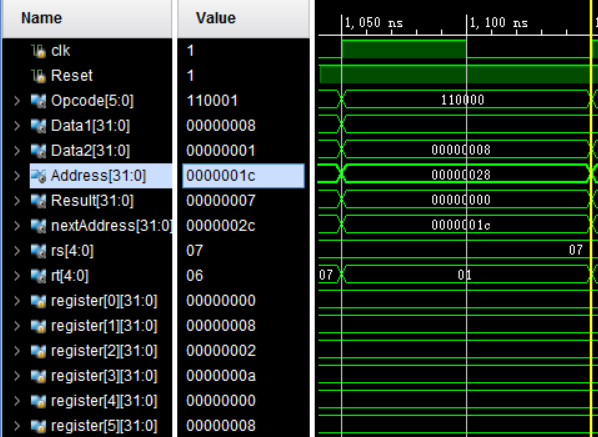 Name Value 1,050 ns 1,100 ns
clk 1
Reset 1
Opcode[5:0] 110001 110000
Data1[31:0] 00000008
Data2[31:0] 00000001 00000008
Address[31:0] 0000001c 00000028
Result[31:0] 00000007 00000000
nextAddress[31:0] 0000002c 0000001c
rs[4:0] 07 07
rt[4:0] 06 07 01
register[0][31:0] 00000000
register[1][31:0] 00000008
register[2][31:0] 00000002
register[3][31:0] 0000000a
register[4][31:0] 00000000
register[5][31:0] 00000008